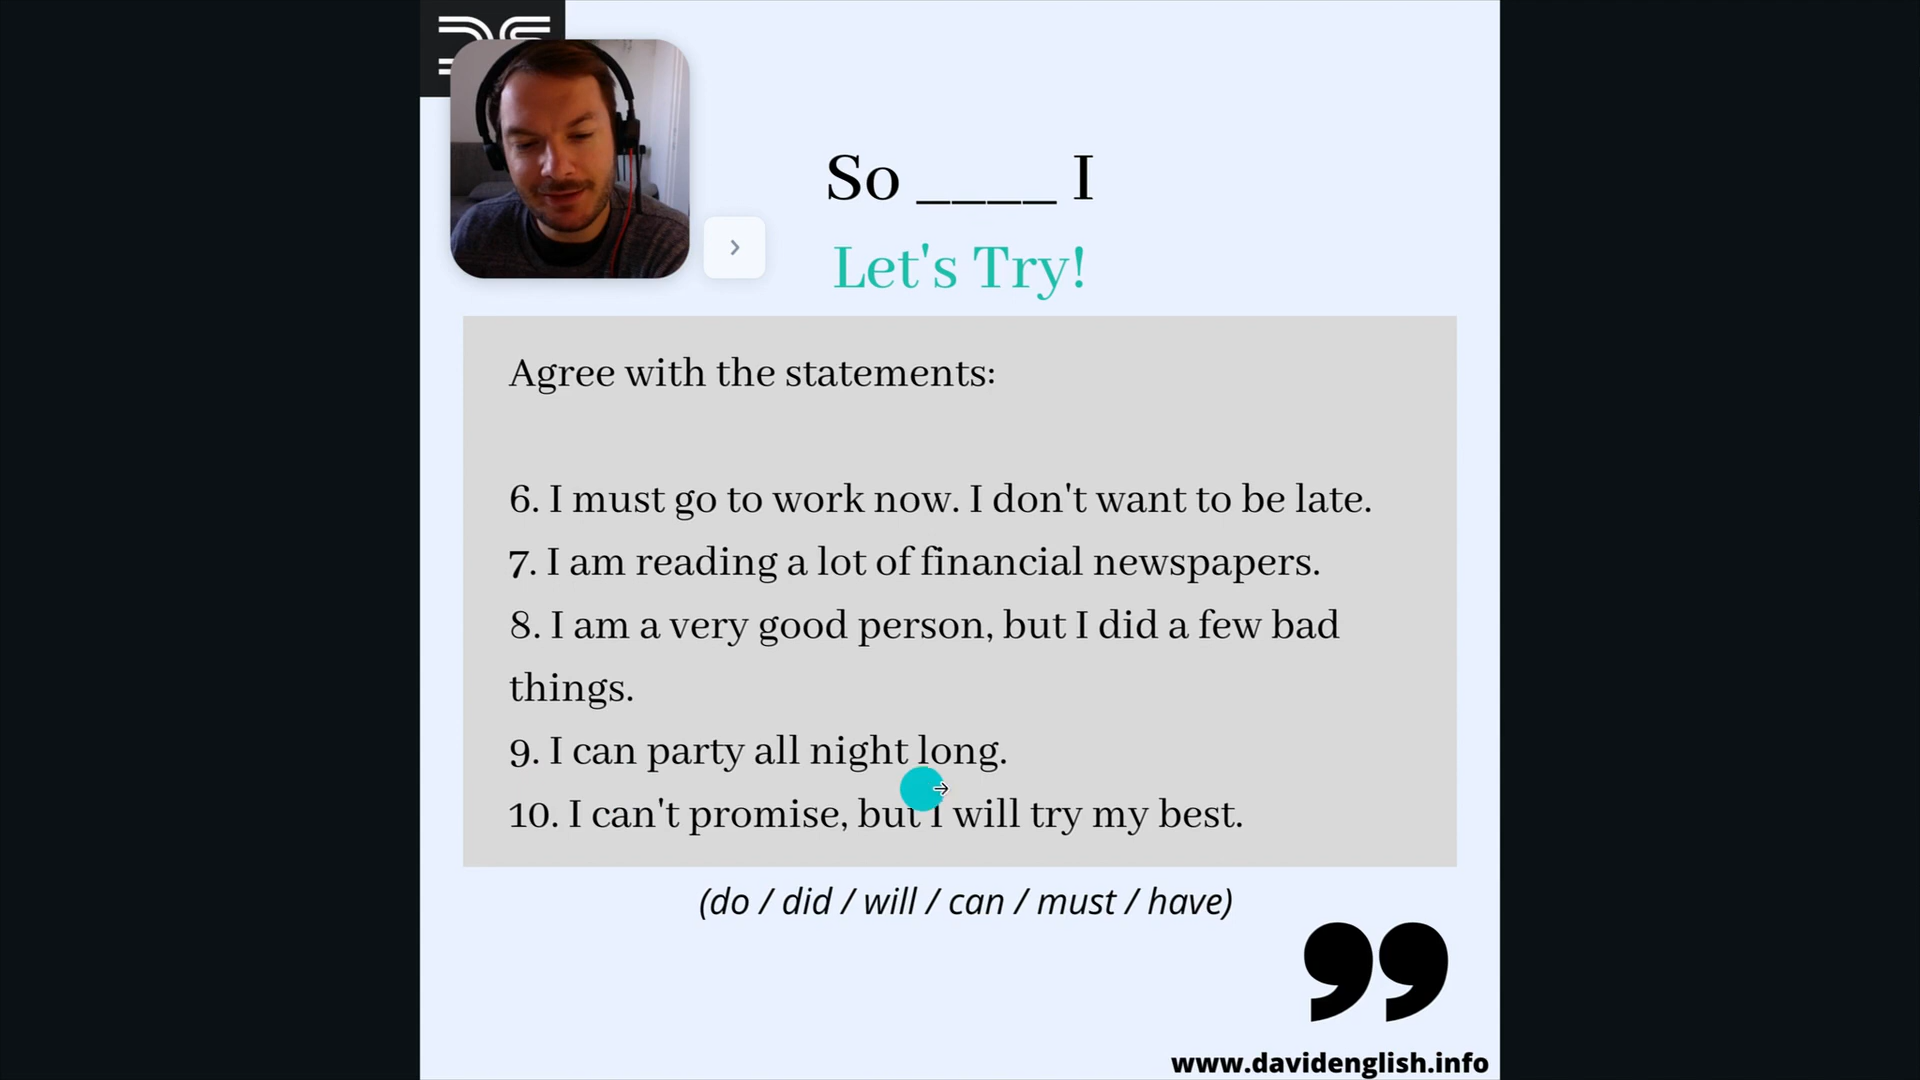 So ____ I
Let's Try!
Agree with the statements:
6. I must go to work now. I don't want to be late.
7. I am reading a lot of financial newspapers.
8. I am a very good person, but I did a few bad
things.
9. I can party all night long.
10. I can't promise, but I will try my best.
(do / did / will / can / must / have)
www.davidenglish.info